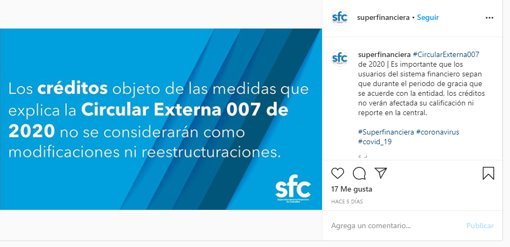 superfinanciera • Seguir
Los créditos objeto de las medidas que
explica la Circular Externa 007 de
2020 no se considerarán como
modificaciones ni reestructuraciones.
sfc
superfinanciera #CircularExterna007
de 2020 | Es importante que los
usuarios del sistema financiero sepan
que durante el periodo de gracia que
se acuerde con la entidad, los créditos
no verán afectada su calificación ni
reporte en la central.
#Superfinanciera #coronavirus
#covid_19
17 Me gusta
HACE 6 DÍAS
Agrega un comentario...
Publicar